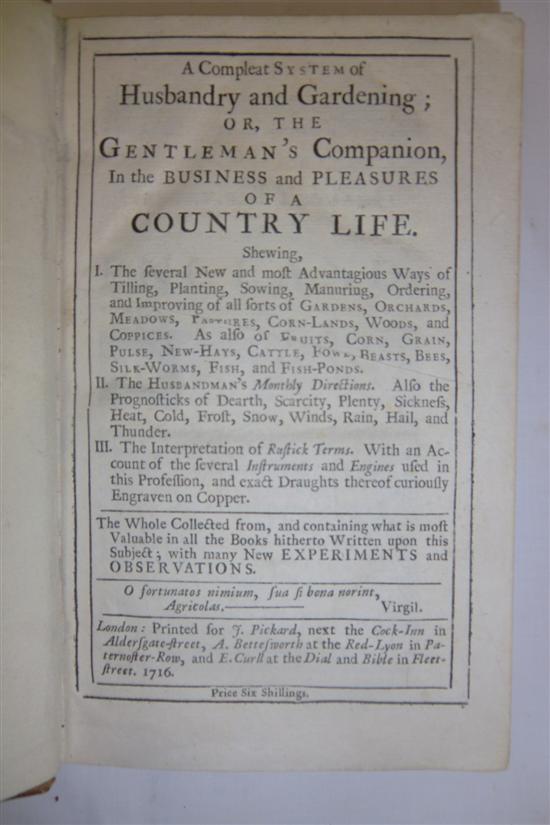 A Compleat SYSTEM of
Husbandry and Gardening;
OR, THE
GENTLEMAN's Companion,
In the BUSINESS and PLEASURES
OF A
COUNTRY LIFE.
Shewing,
I. The ſeveral New and moſt Advantagious Ways of
Tilling, Planting, Sowing, Manuring, Ordering,
and Improving of all ſorts of GARDENS, ORCHARDS,
MEADOWS, PASTURES, CORN-LANDS, WOODS, and
COPPICES. As alſo of FRUITS, CORN, GRAIN,
PULSE, NEW-HAYS, CATTLE, FOWL, BEASTS, BEES,
SILK-WORMS, FISH, and FISH-PONDS.
II. The HUSBANDMAN's Monthly Directions. Alſo the
Prognoſticks of Dearth, Scarcity, Plenty, Sickneſs,
Heat, Cold, Froſt, Snow, Winds, Rain, Hail, and
Thunder.
III. The Interpretation of Ruſtick Terms. With an Ac-
count of the ſeveral Inſtruments and Engines uſed in
this Profeſſion, and exact Draughts thereof curiouſly
Engraven on Copper.
The Whole Collected from, and containing what is moſt
Valuable in all the Books hitherto Written upon this
Subject; with many New EXPERIMENTS and
OBSERVATIONS.
O fortunatos nimium, ſua ſi bona norint,
Agricolas.—— Virgil.
London: Printed for J. Pickard, next the Cock-Inn in
Alderſgate-ſtreet, A. Betteſworth at the Red-Lyon in Pa-
ternoſter-Row, and E. Curll at the Dial and Bible in Fleet-
ſtreet. 1716.
Price Six Shillings.